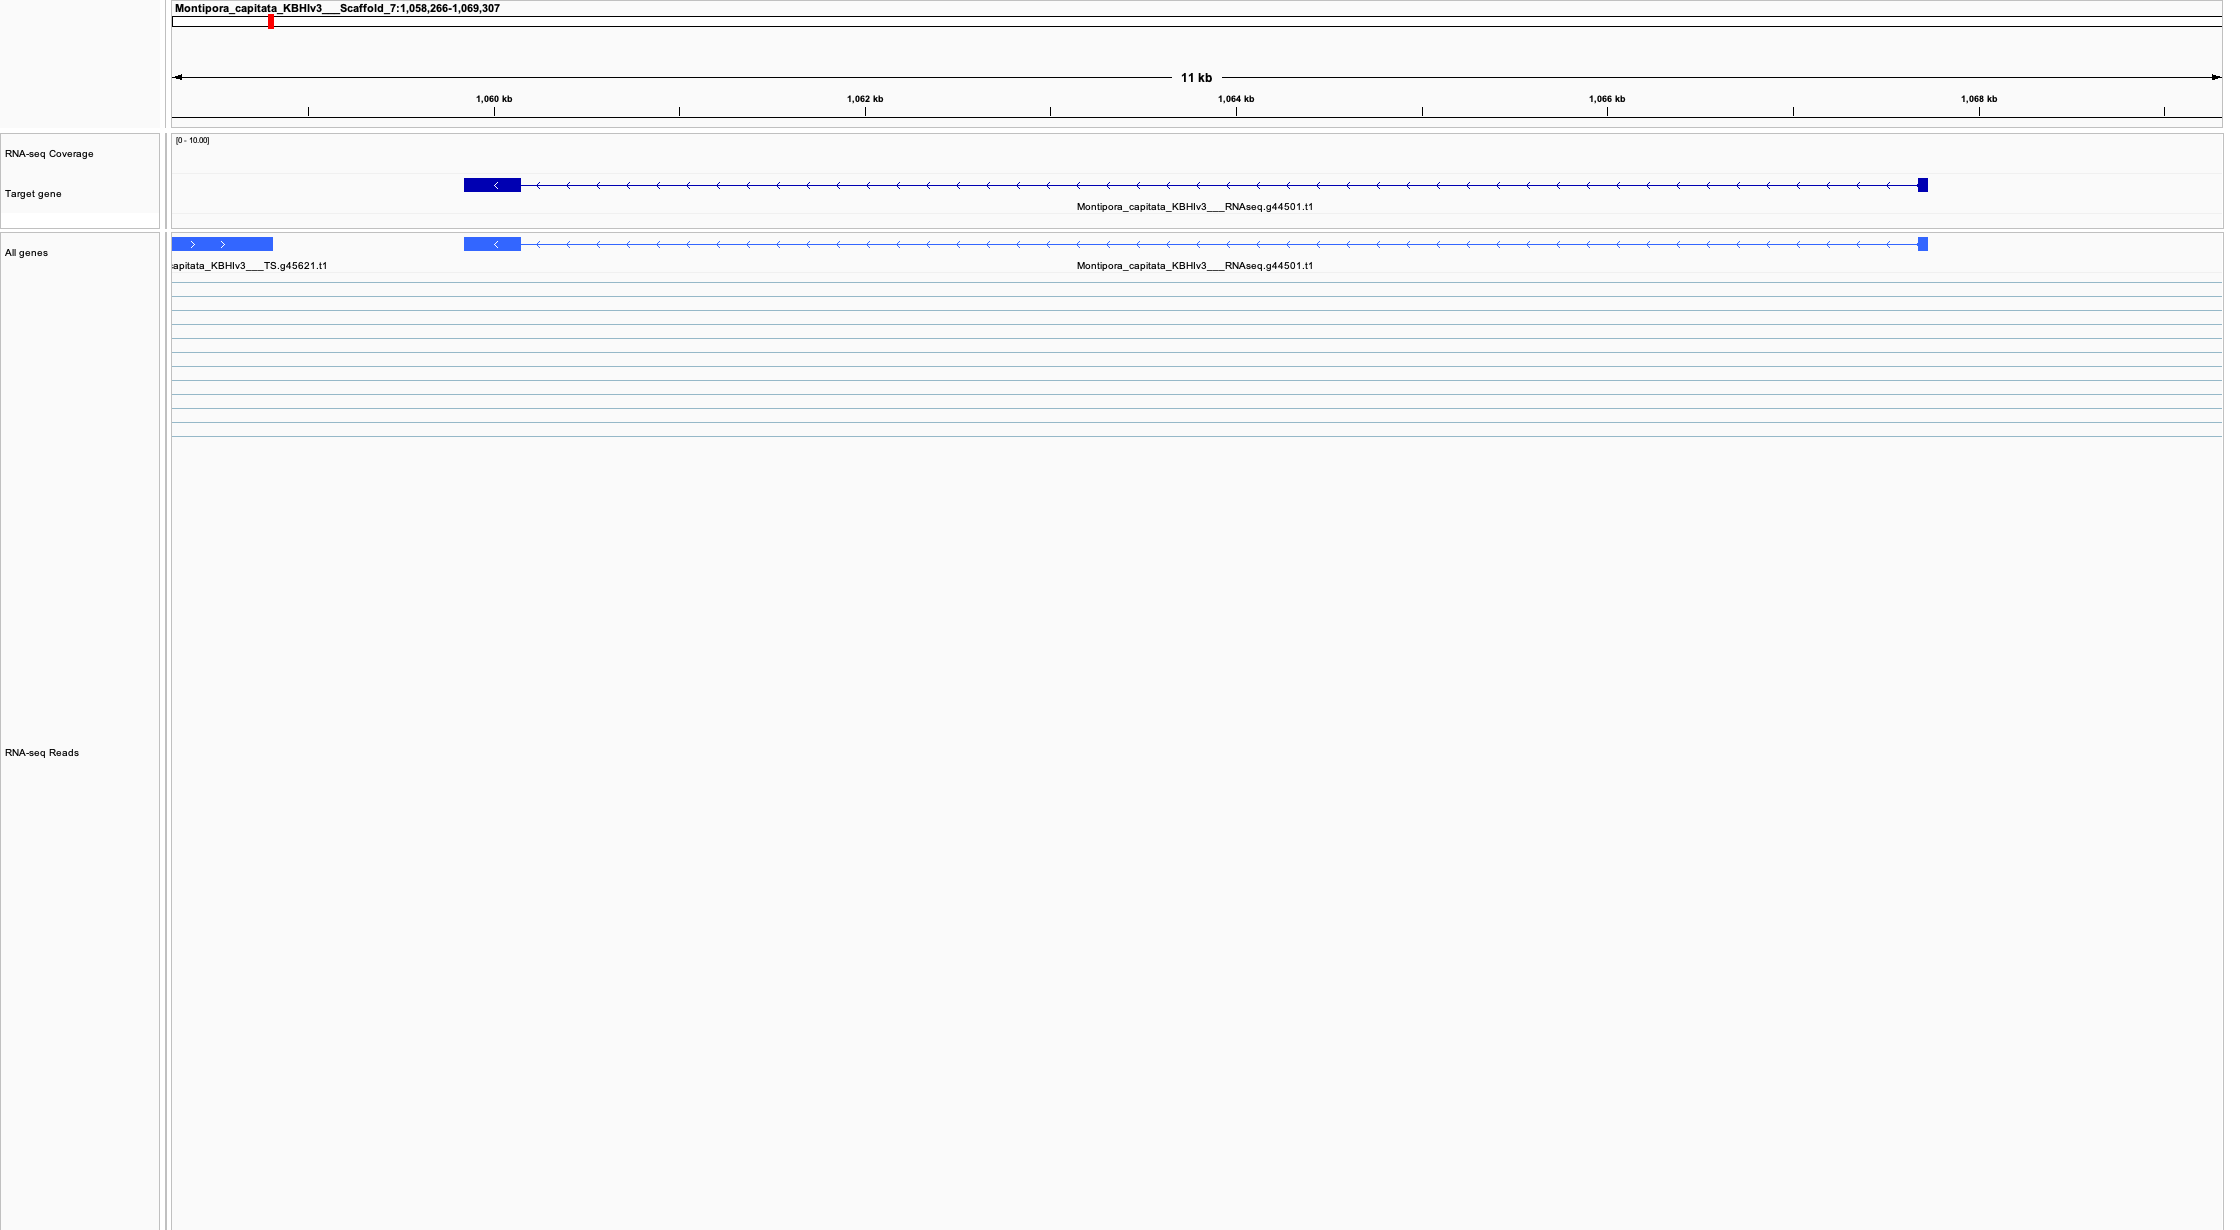 Montipora_capitata_KBHIv3___Scaffold_7:1,058,266-1,069,307
11 kb
1,060 kb 1,062 kb 1,064 kb 1,066 kb 1,068 kb
[0 - 10.00]
RNA-seq Coverage
Target gene
Montipora_capitata_KBHIv3___RNAseq.g44501.t1
All genes
apitata_KBHIv3___TS.g45621.t1 Montipora_capitata_KBHIv3___RNAseq.g44501.t1
RNA-seq Reads